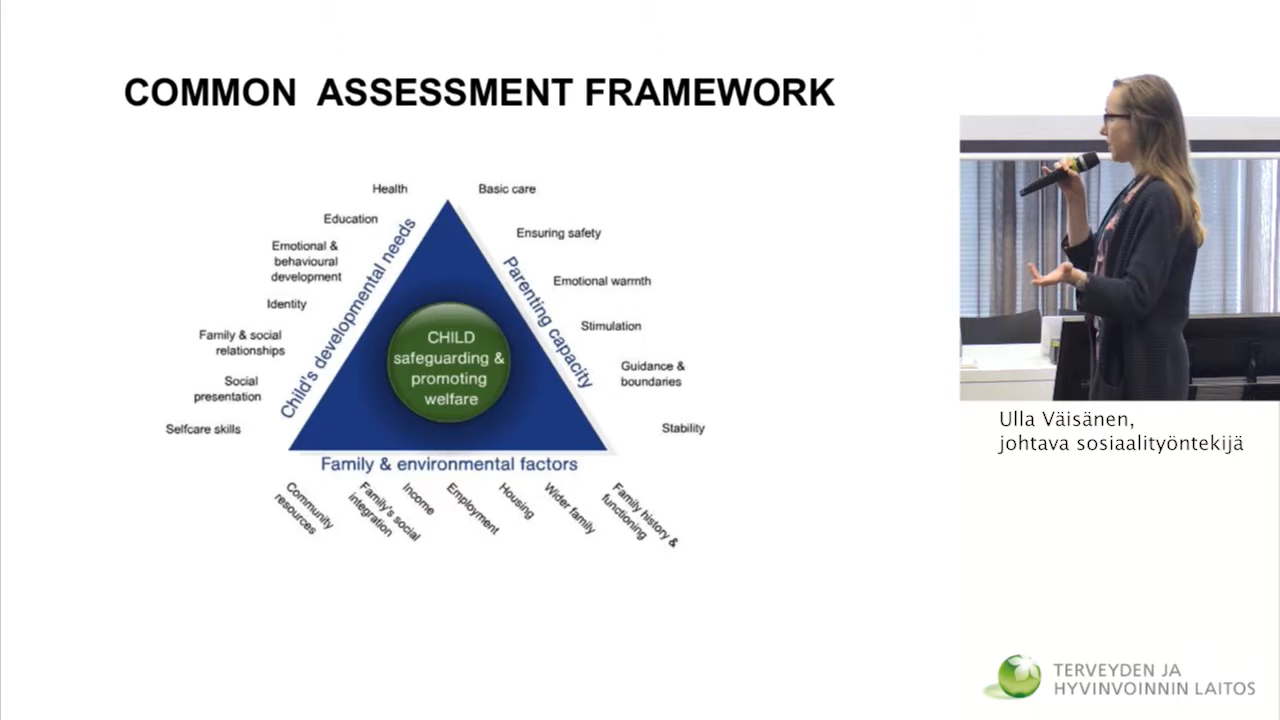 COMMON ASSESSMENT FRAMEWORK
Health
Education
Emotional &
behavioural
development
Identity
Family & social
relationships
Social
presentation
Selfcare skills
Child's developmental needs
Basic care
Ensuring safety
Emotional warmth
Stimulation
Guidance &
boundaries
Stability
Parenting capacity
CHILD
safeguarding &
promoting
welfare
Family & environmental factors
Community
resources
Family's social
integration
Income
Employment
Housing
Wider family
Family history &
functioning
Ulla Väisänen,
johtava sosiaalityöntekijä
TERVEYDEN JA
HYVINVOINNIN LAITOS